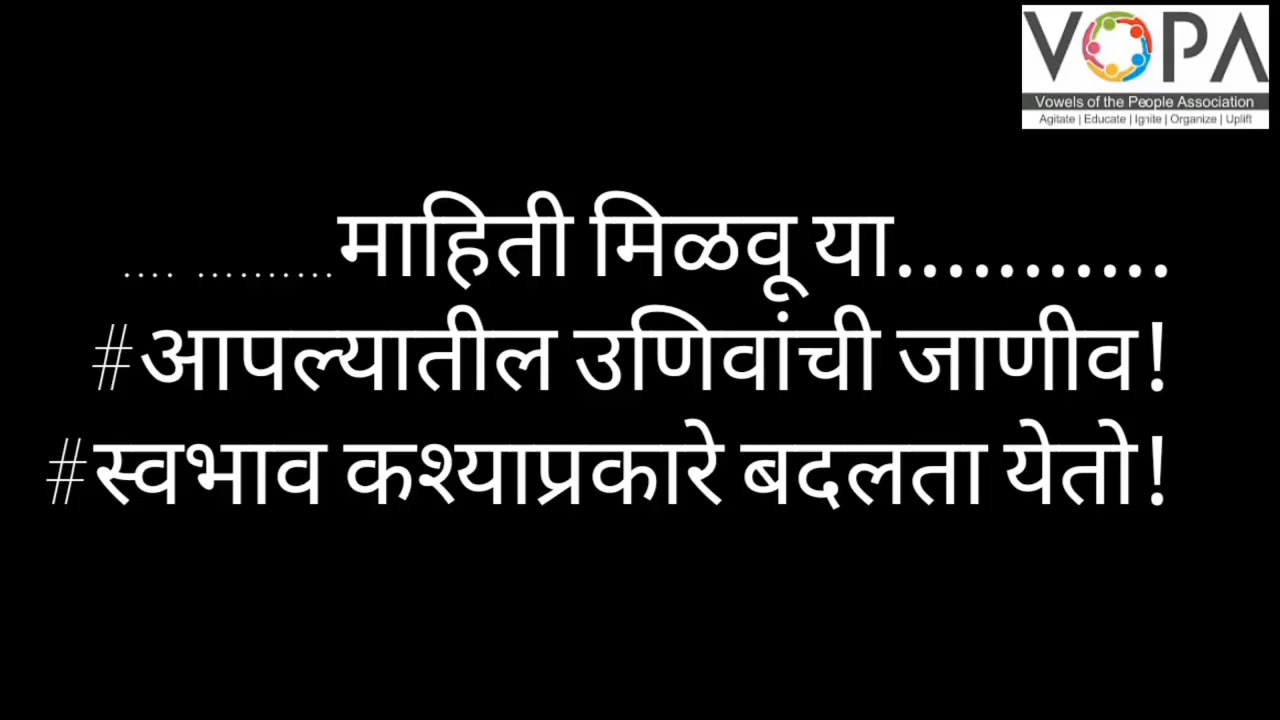 VOPA
Vowels of the People Association
Agitate | Educate | Ignite | Organize | Uplift
.... ..........माहिती मिळवू या...........
#आपल्यातील उणिवांची जाणीव!
#स्वभाव कश्याप्रकारे बदलता येतो!